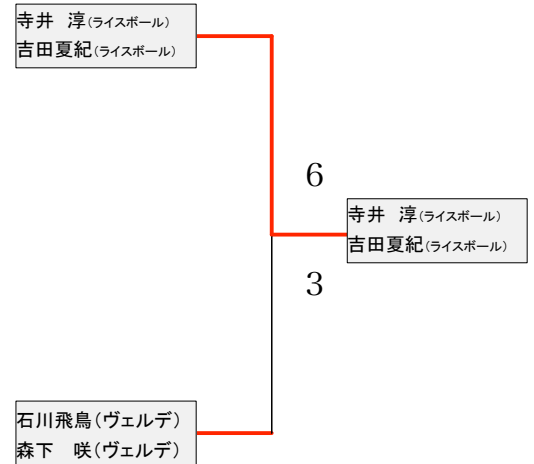 寺井　淳(ライスボール)
吉田夏紀(ライスボール)
6
寺井　淳(ライスボール)
吉田夏紀(ライスボール)
3
石川飛鳥(ヴェルデ)
森下　咲(ヴェルデ)